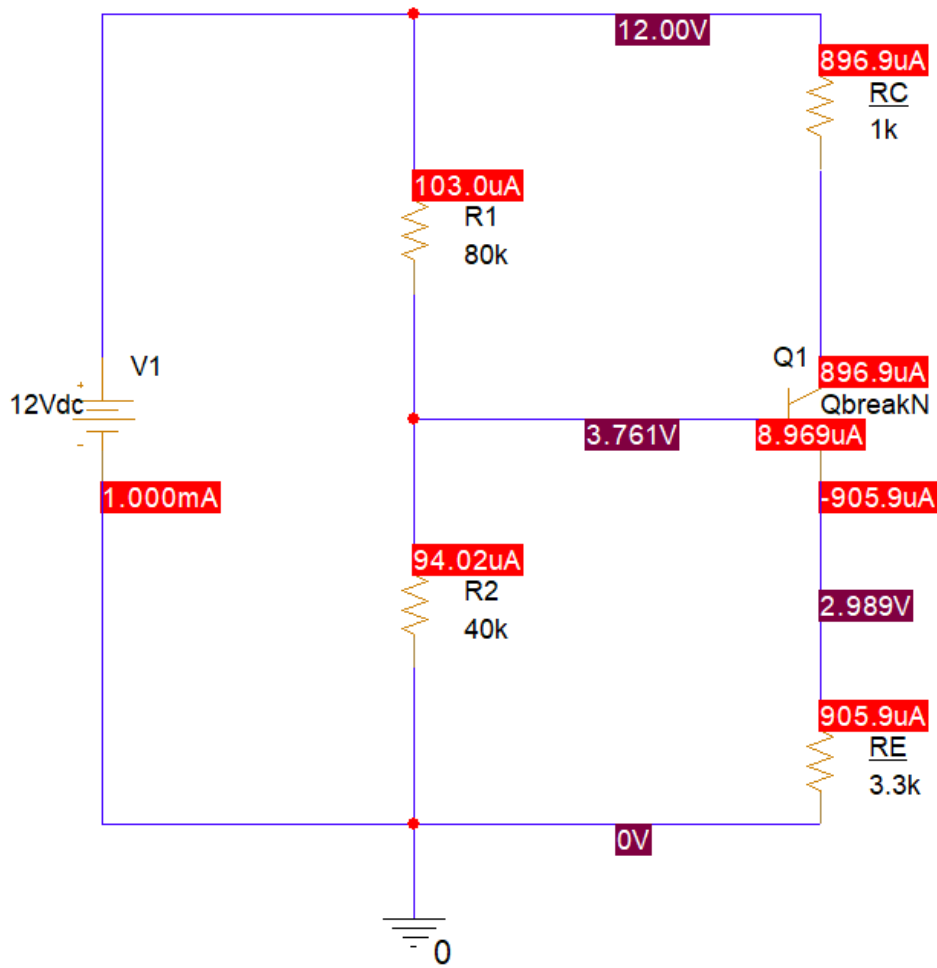 12.00V
896.9uA
RC
1k
103.0uA
R1
80k
V1
+
12Vdc
-
1.000mA
Q1
896.9uA
QbreakN
3.761V
8.969uA
-905.9uA
94.02uA
R2
40k
2.989V
905.9uA
RE
3.3k
0V
0